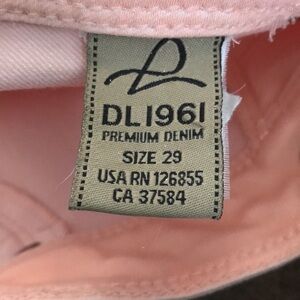 DL1961
PREMIUM DENIM
SIZE 29
USA RN 126855
CA 37584